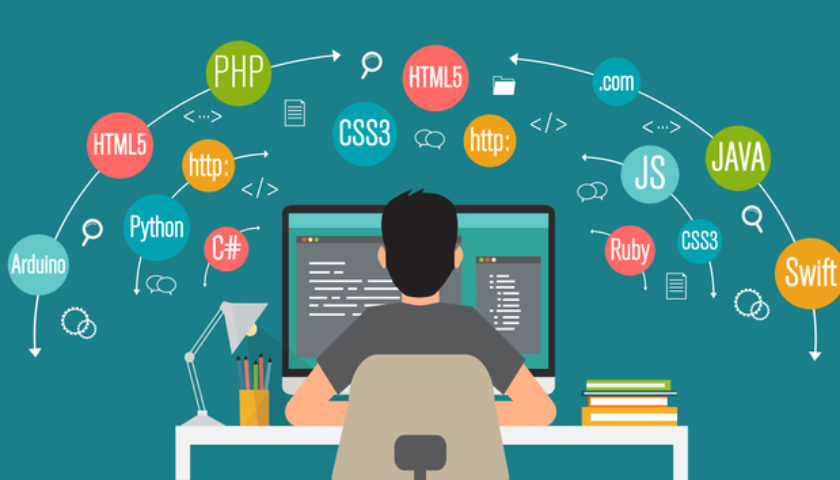 PHP
HTML5
.com
HTML5
CSS3
http:
http:
JS
JAVA
Python
C#
Ruby
CSS3
Arduino
Swift